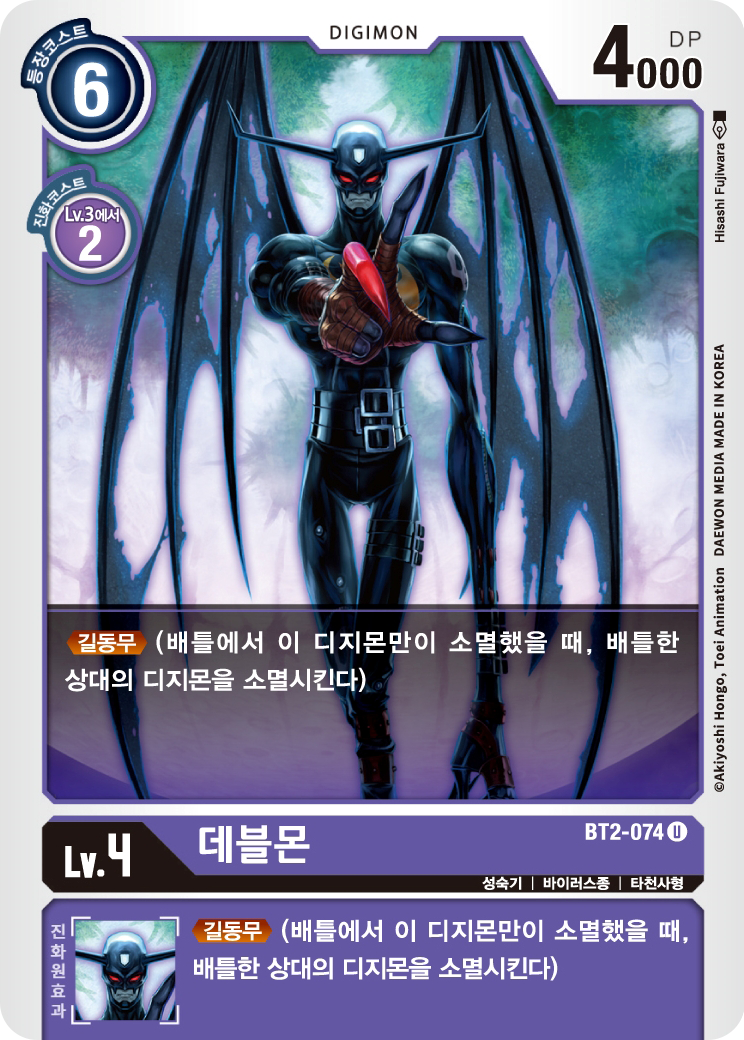 DIGIMON
등장코스트
6
4000
DP
진화코스트
Lv.3에서
2
Hisashi Fujiwara
©Akiyoshi Hongo, Toei Animation DAEWON MEDIA MADE IN KOREA
길동무 (배틀에서 이 디지몬만이 소멸했을 때, 배틀한
상대의 디지몬을 소멸시킨다)
Lv.4
데블몬
BT2-074 U
성숙기 | 바이러스종 | 타천사형
진화원효과
길동무 (배틀에서 이 디지몬만이 소멸했을 때,
배틀한 상대의 디지몬을 소멸시킨다)